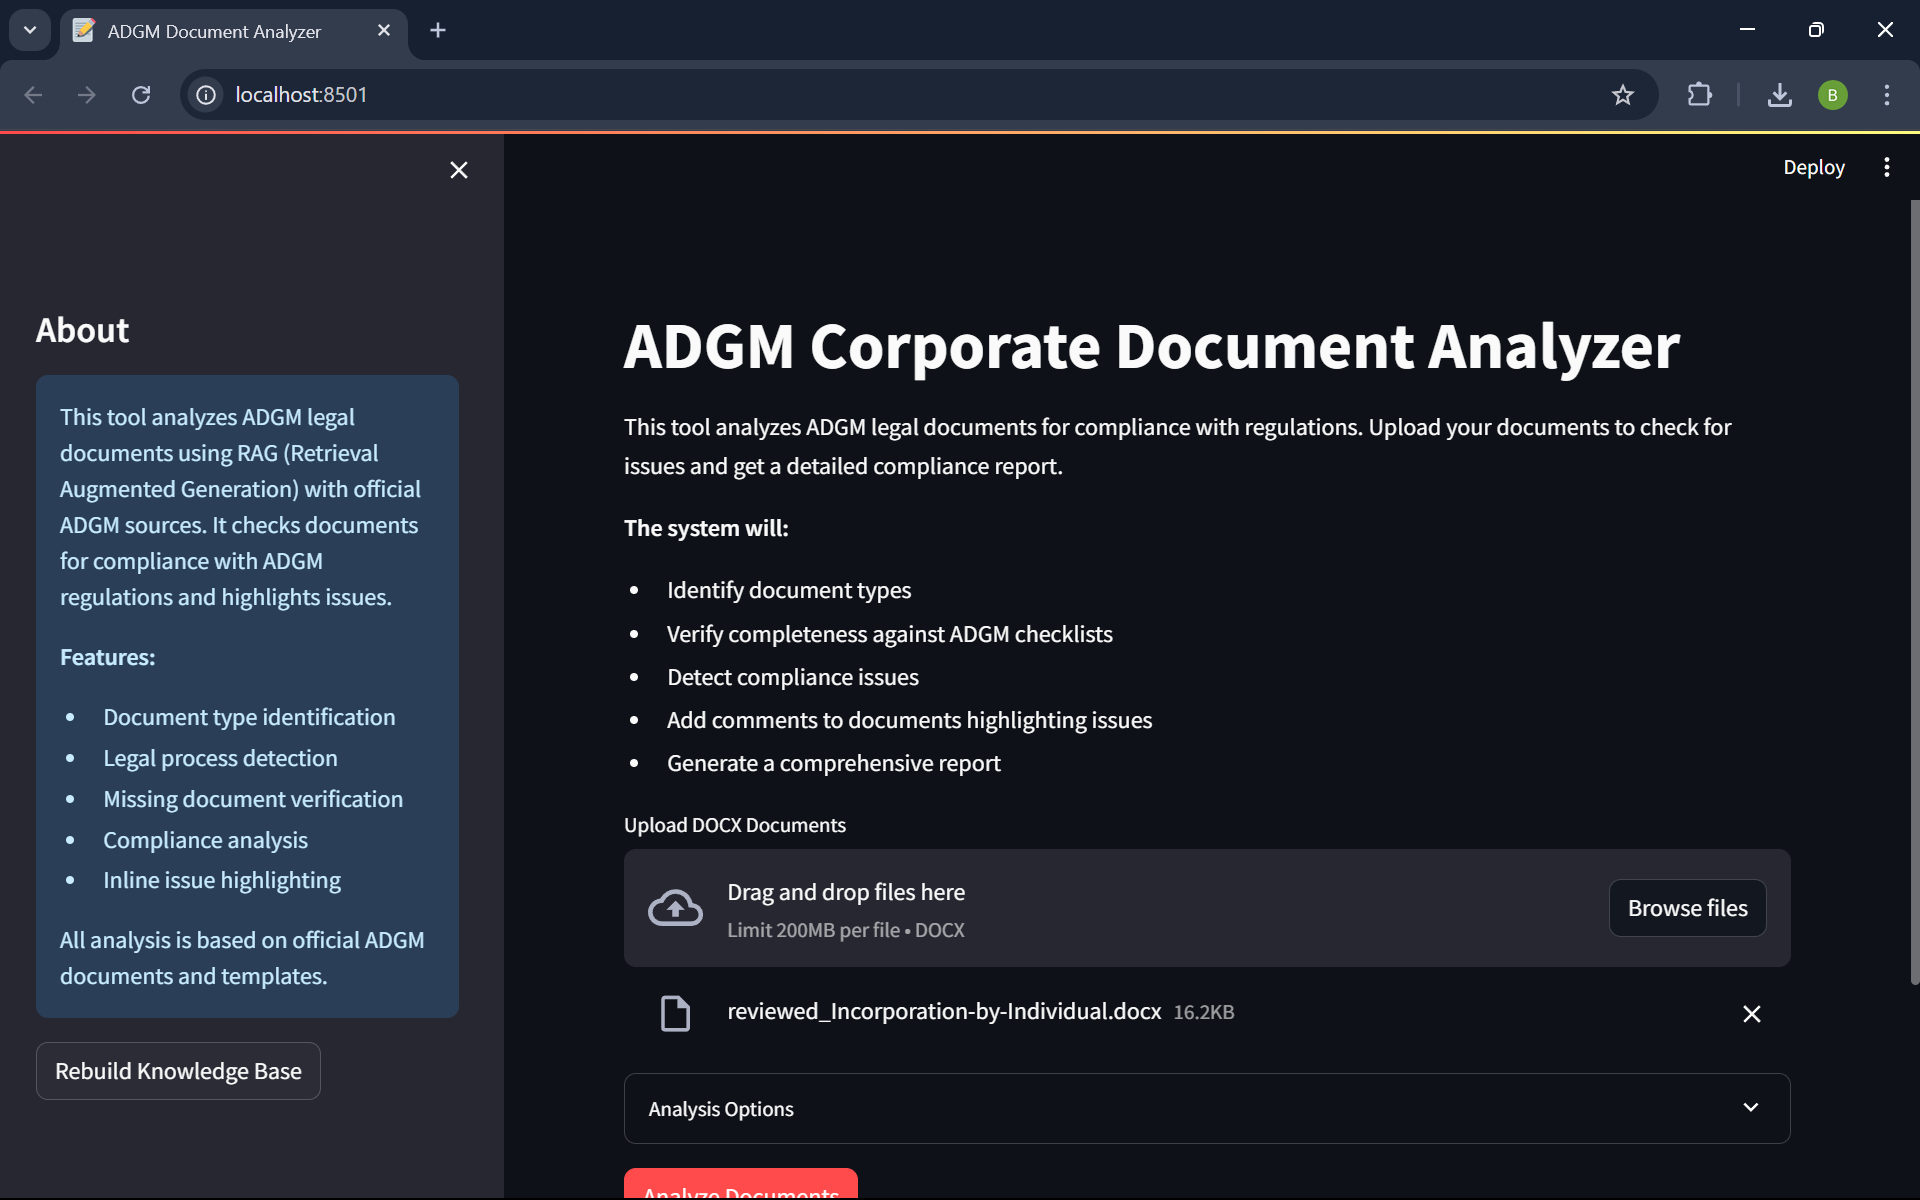 ADGM Document Analyzer
localhost:8501
B
Deploy
About
This tool analyzes ADGM legal
documents using RAG (Retrieval
Augmented Generation) with official
ADGM sources. It checks documents
for compliance with ADGM
regulations and highlights issues.
Features:
• Document type identification
• Legal process detection
• Missing document verification
• Compliance analysis
• Inline issue highlighting
All analysis is based on official ADGM
documents and templates.
Rebuild Knowledge Base
ADGM Corporate Document Analyzer
This tool analyzes ADGM legal documents for compliance with regulations. Upload your documents to check for
issues and get a detailed compliance report.
The system will:
• Identify document types
• Verify completeness against ADGM checklists
• Detect compliance issues
• Add comments to documents highlighting issues
• Generate a comprehensive report
Upload DOCX Documents
Drag and drop files here
Limit 200MB per file • DOCX
Browse files
reviewed_Incorporation-by-Individual.docx 16.2KB
Analysis Options
Analyze Documents